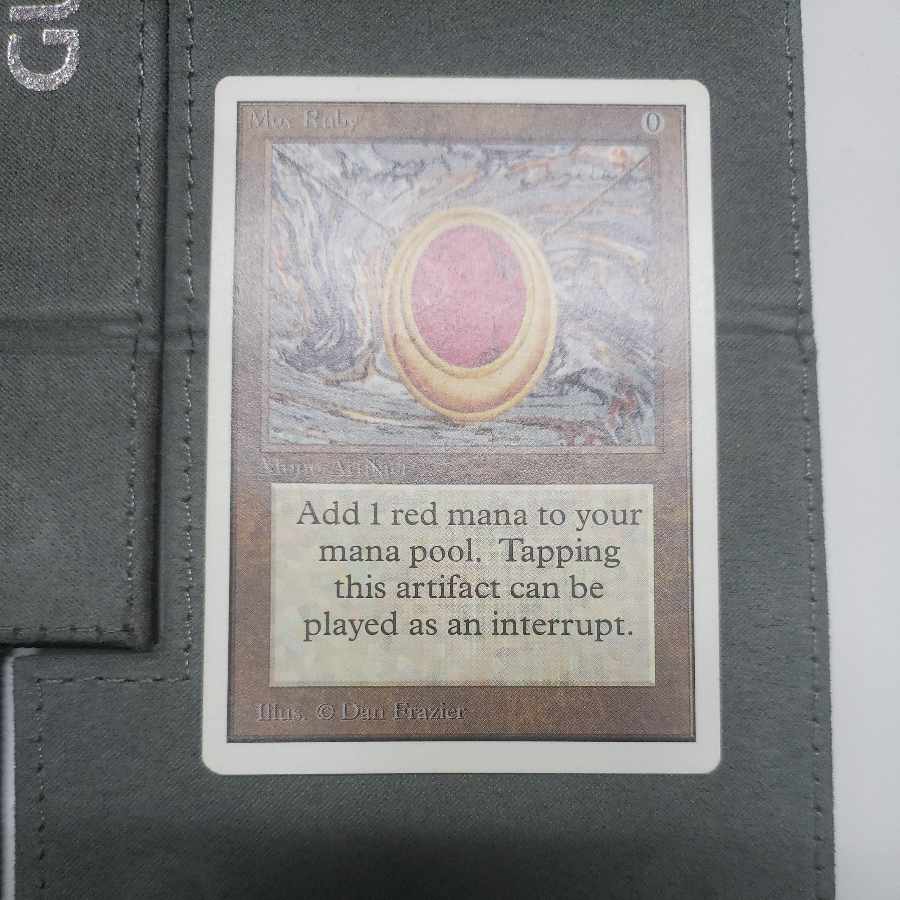 GU
Mox Ruby
0
Mono Artifact
Add 1 red mana to your
mana pool. Tapping
this artifact can be
played as an interrupt.
Illus. © Dan Frazier